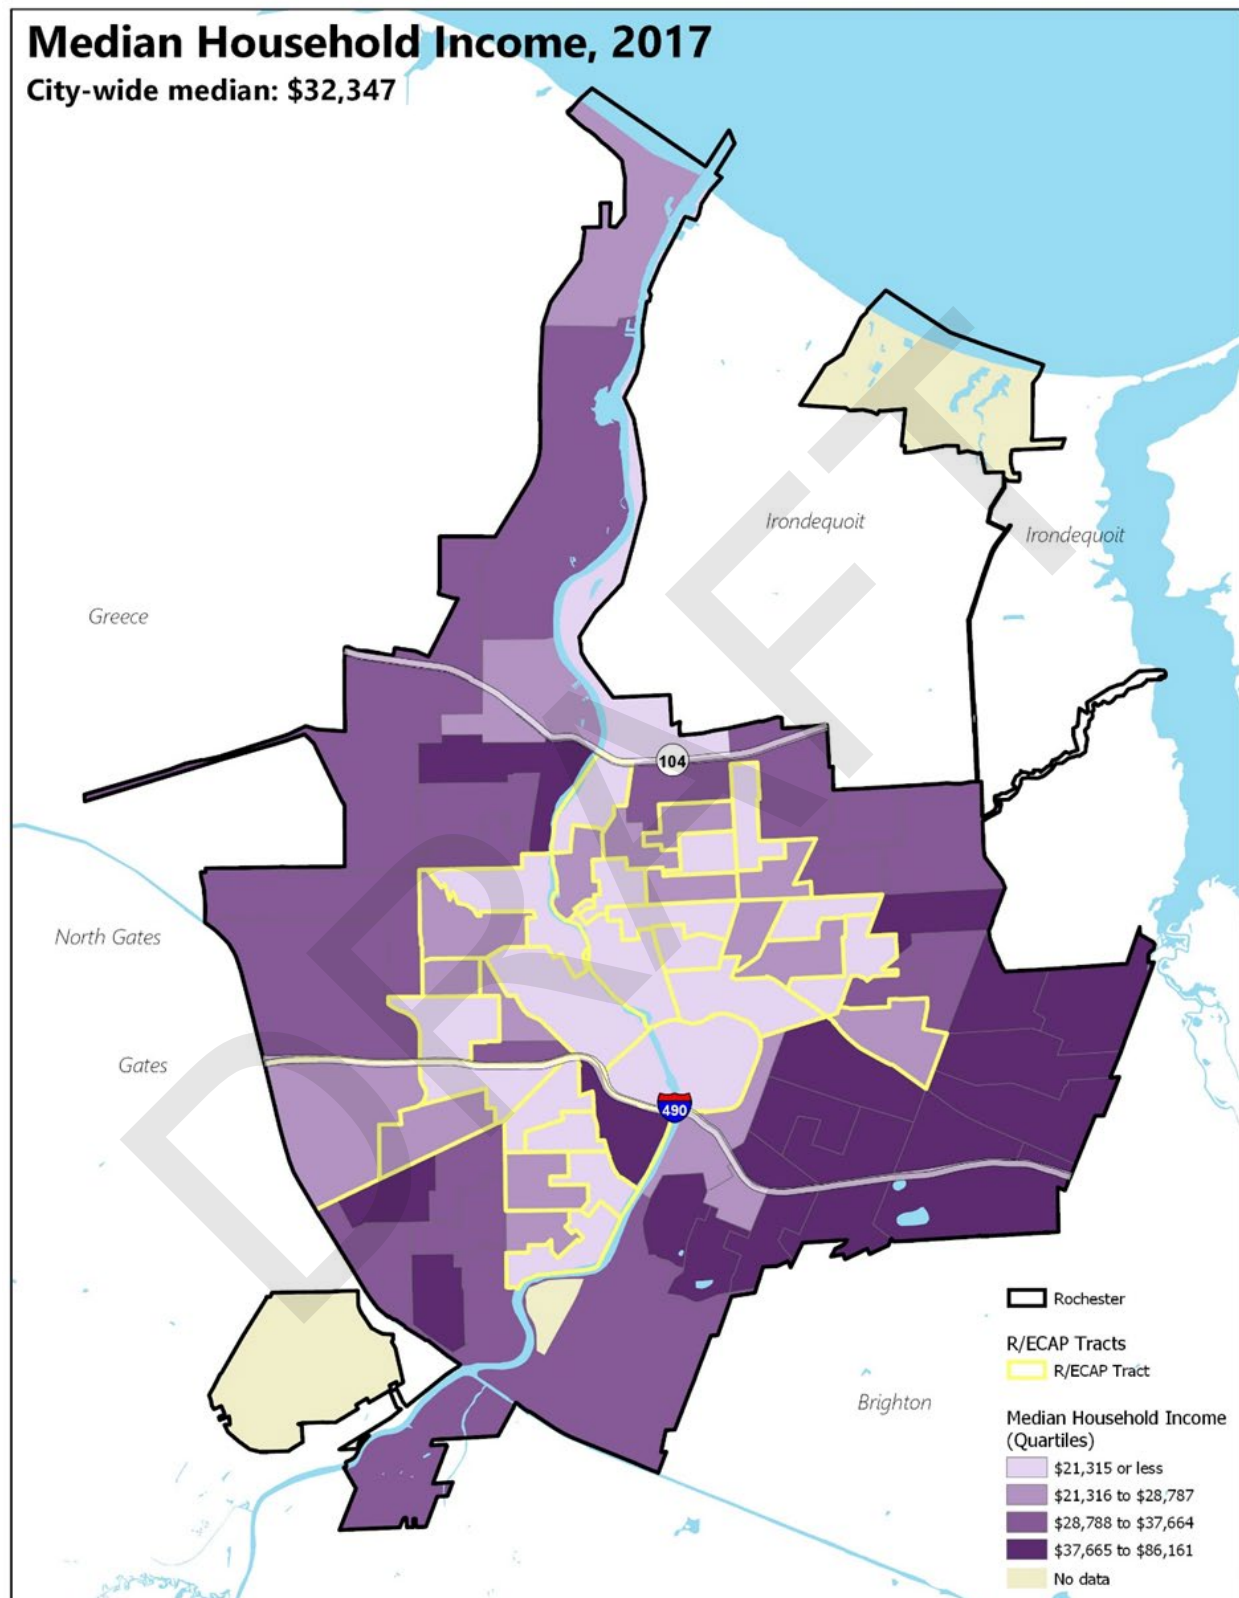 Median Household Income, 2017
City-wide median: $32,347
Irondequoit
Irondequoit
Greece
104
North Gates
Gates
490
Brighton
DRAFT
Rochester
R/ECAP Tracts
R/ECAP Tract
Median Household Income
(Quartiles)
$21,315 or less
$21,316 to $28,787
$28,788 to $37,664
$37,665 to $86,161
No data